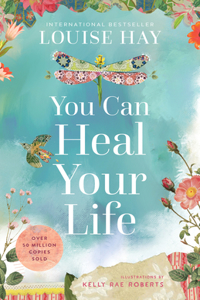 INTERNATIONAL BESTSELLER
LOUISE HAY
You Can
Heal
Your
Life
OVER
50 MILLION
COPIES
SOLD
ILLUSTRATIONS BY
KELLY RAE ROBERTS